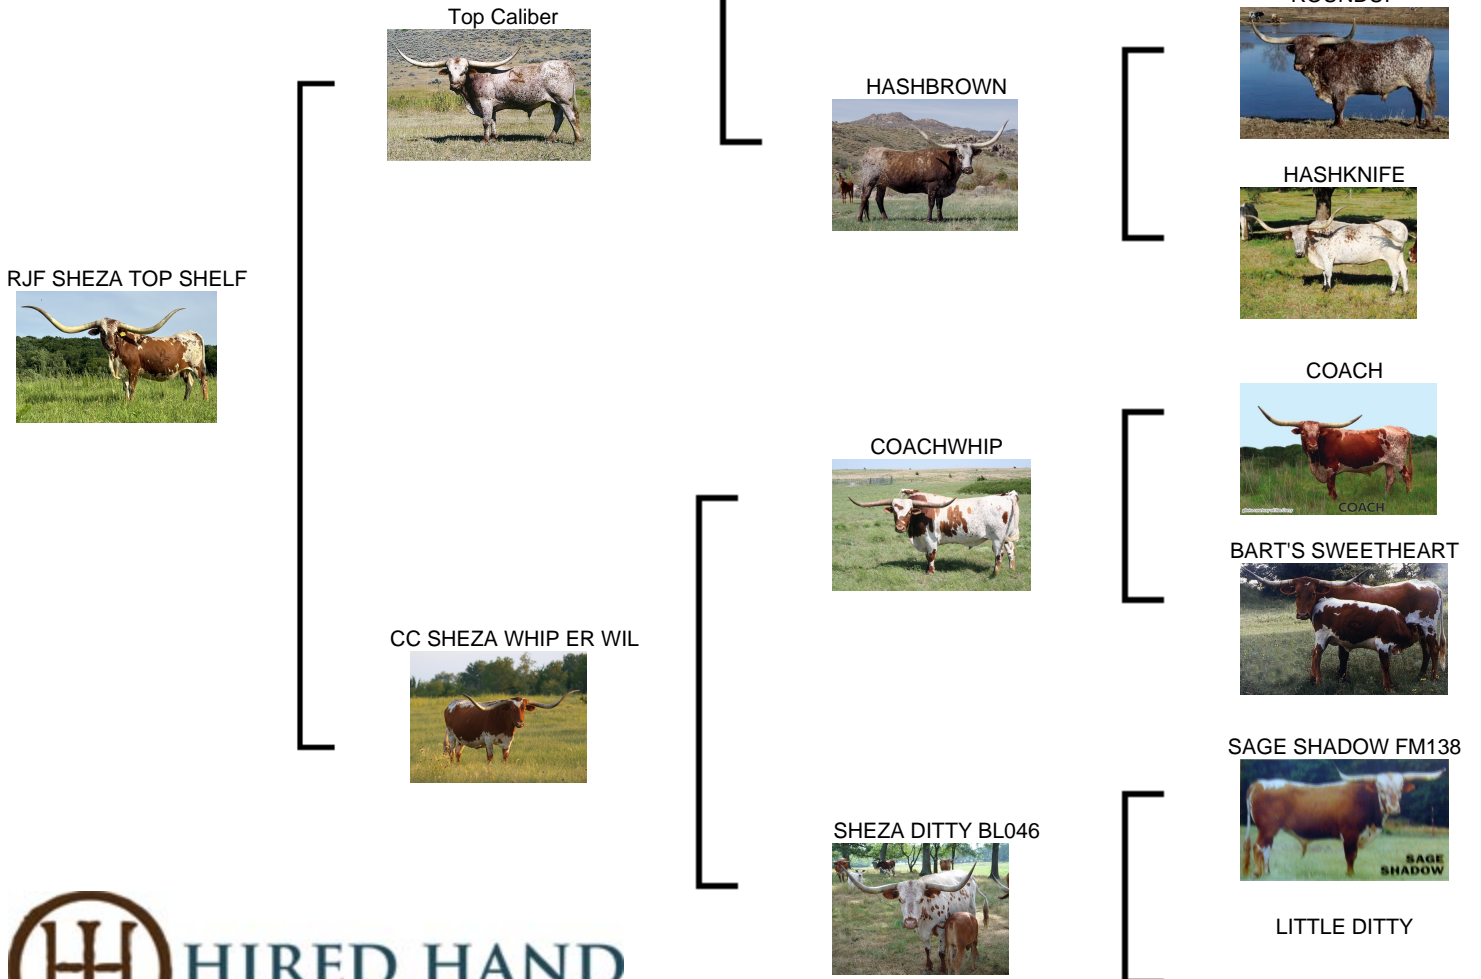 Top Caliber
HASHBROWN
HASHKNIFE
RJF SHEZA TOP SHELF
COACH
COACH
COACHWHIP
BART'S SWEETHEART
CC SHEZA WHIP ER WIL
SAGE SHADOW FM138
SAGE
SHADOW
SHEZA DITTY BL046
LITTLE DITTY
HIRED HAND